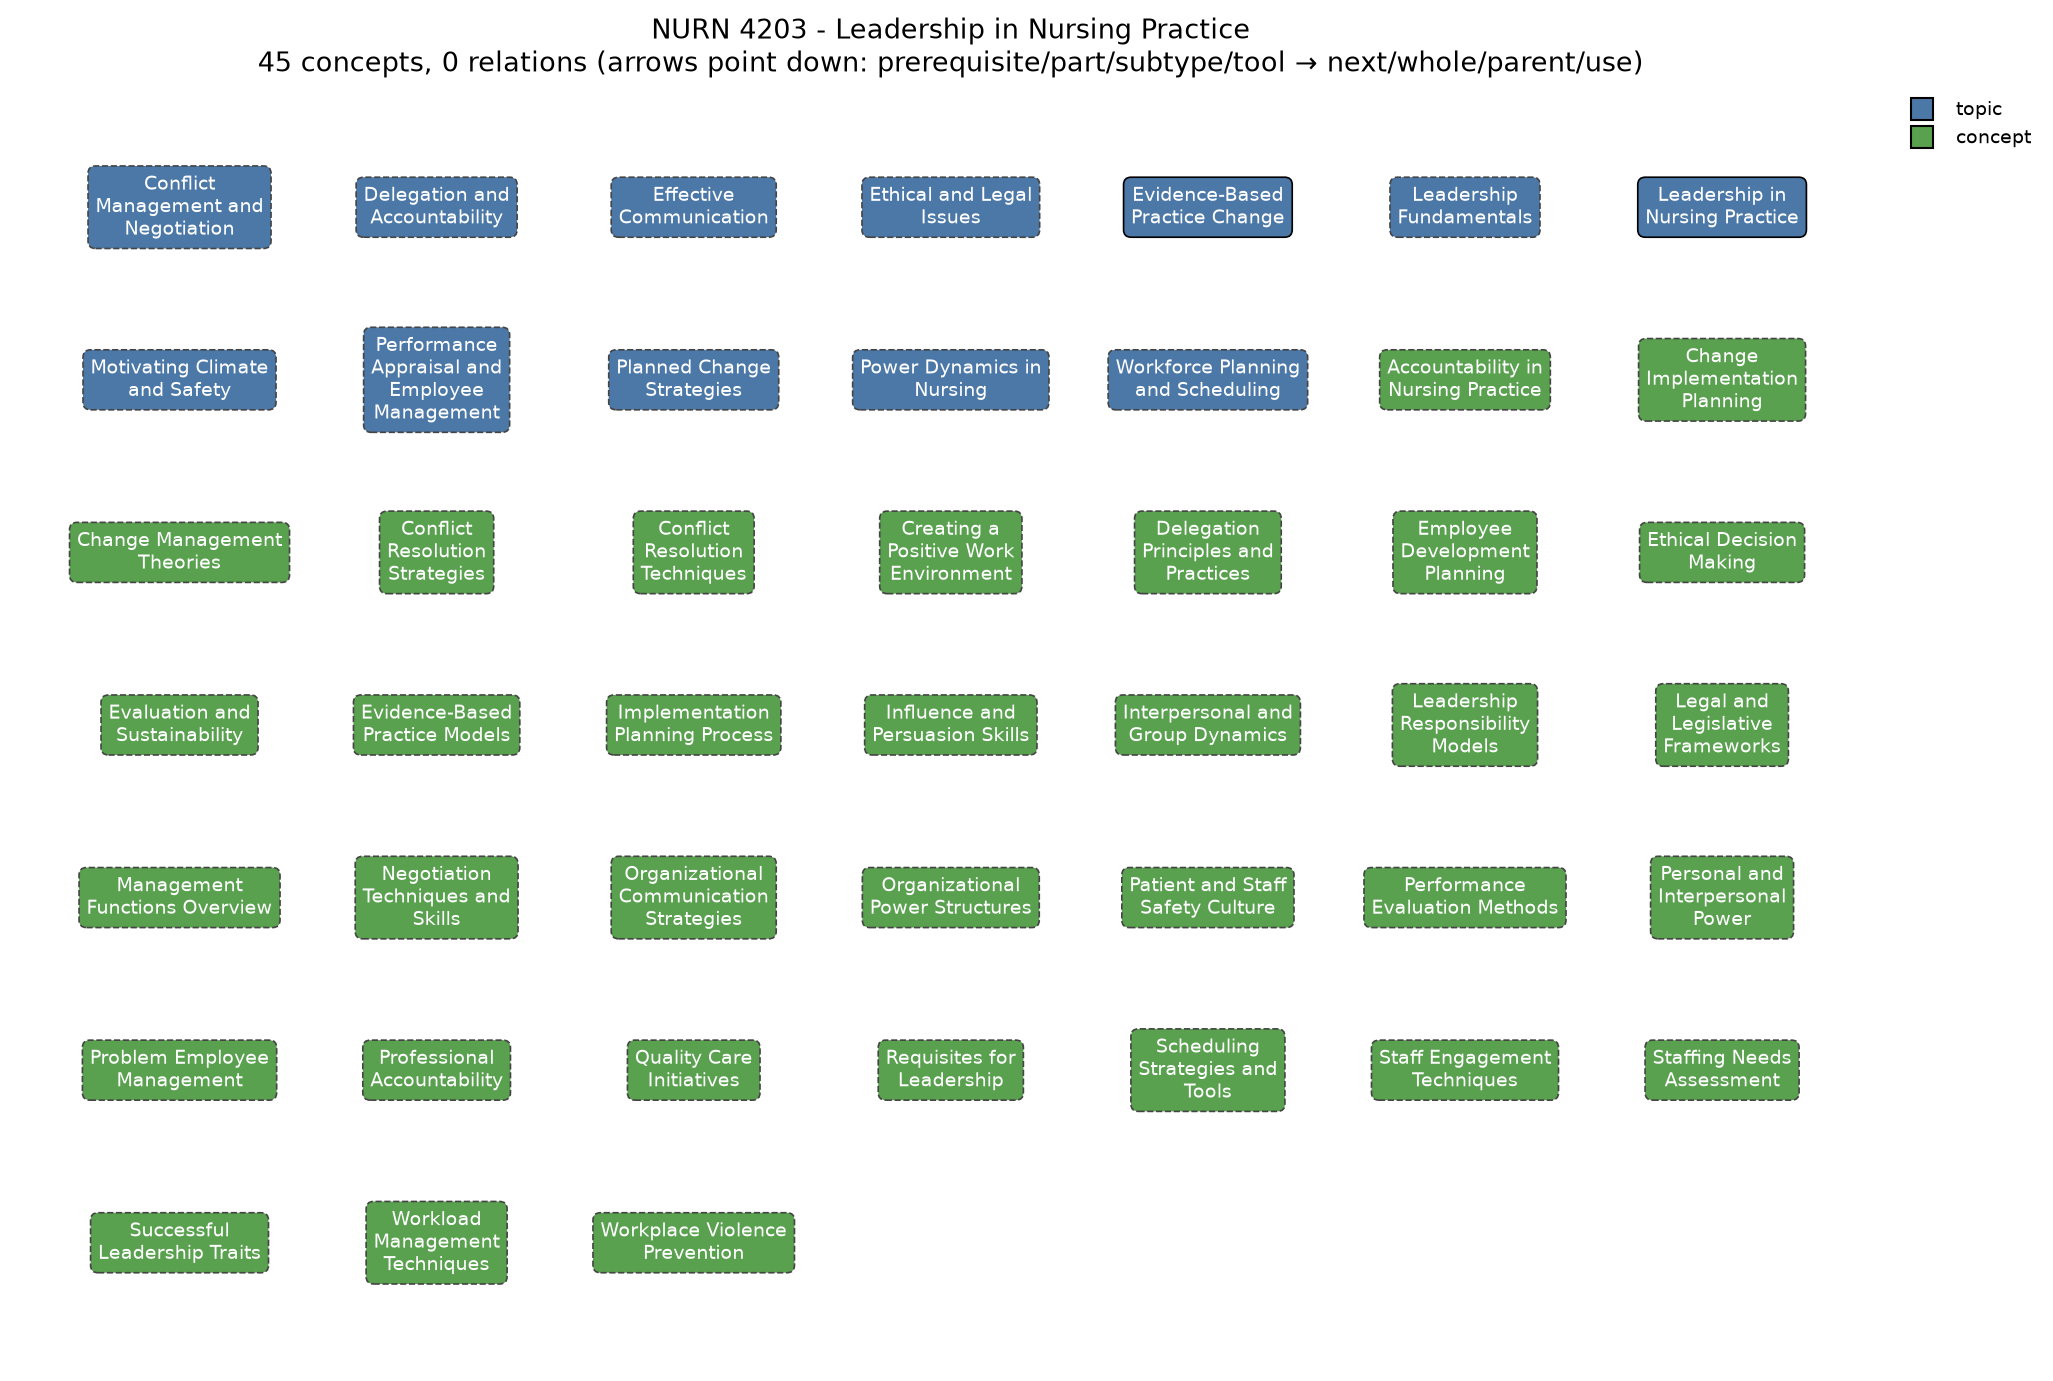 NURN 4203 - Leadership in Nursing Practice
45 concepts, 0 relations (arrows point down: prerequisite/part/subtype/tool → next/whole/parent/use)
topic
concept
Conflict
Management and
Negotiation
Delegation and
Accountability
Effective
Communication
Ethical and Legal
Issues
Evidence-Based
Practice Change
Leadership
Fundamentals
Leadership in
Nursing Practice
Motivating Climate
and Safety
Performance
Appraisal and
Employee
Management
Planned Change
Strategies
Power Dynamics in
Nursing
Workforce Planning
and Scheduling
Accountability in
Nursing Practice
Change
Implementation
Planning
Change Management
Theories
Conflict
Resolution
Strategies
Conflict
Resolution
Techniques
Creating a
Positive Work
Environment
Delegation
Principles and
Practices
Employee
Development
Planning
Ethical Decision
Making
Evaluation and
Sustainability
Evidence-Based
Practice Models
Implementation
Planning Process
Influence and
Persuasion Skills
Interpersonal and
Group Dynamics
Leadership
Responsibility
Models
Legal and
Legislative
Frameworks
Management
Functions Overview
Negotiation
Techniques and
Skills
Organizational
Communication
Strategies
Organizational
Power Structures
Patient and Staff
Safety Culture
Performance
Evaluation Methods
Personal and
Interpersonal
Power
Problem Employee
Management
Professional
Accountability
Quality Care
Initiatives
Requisites for
Leadership
Scheduling
Strategies and
Tools
Staff Engagement
Techniques
Staffing Needs
Assessment
Successful
Leadership Traits
Workload
Management
Techniques
Workplace Violence
Prevention